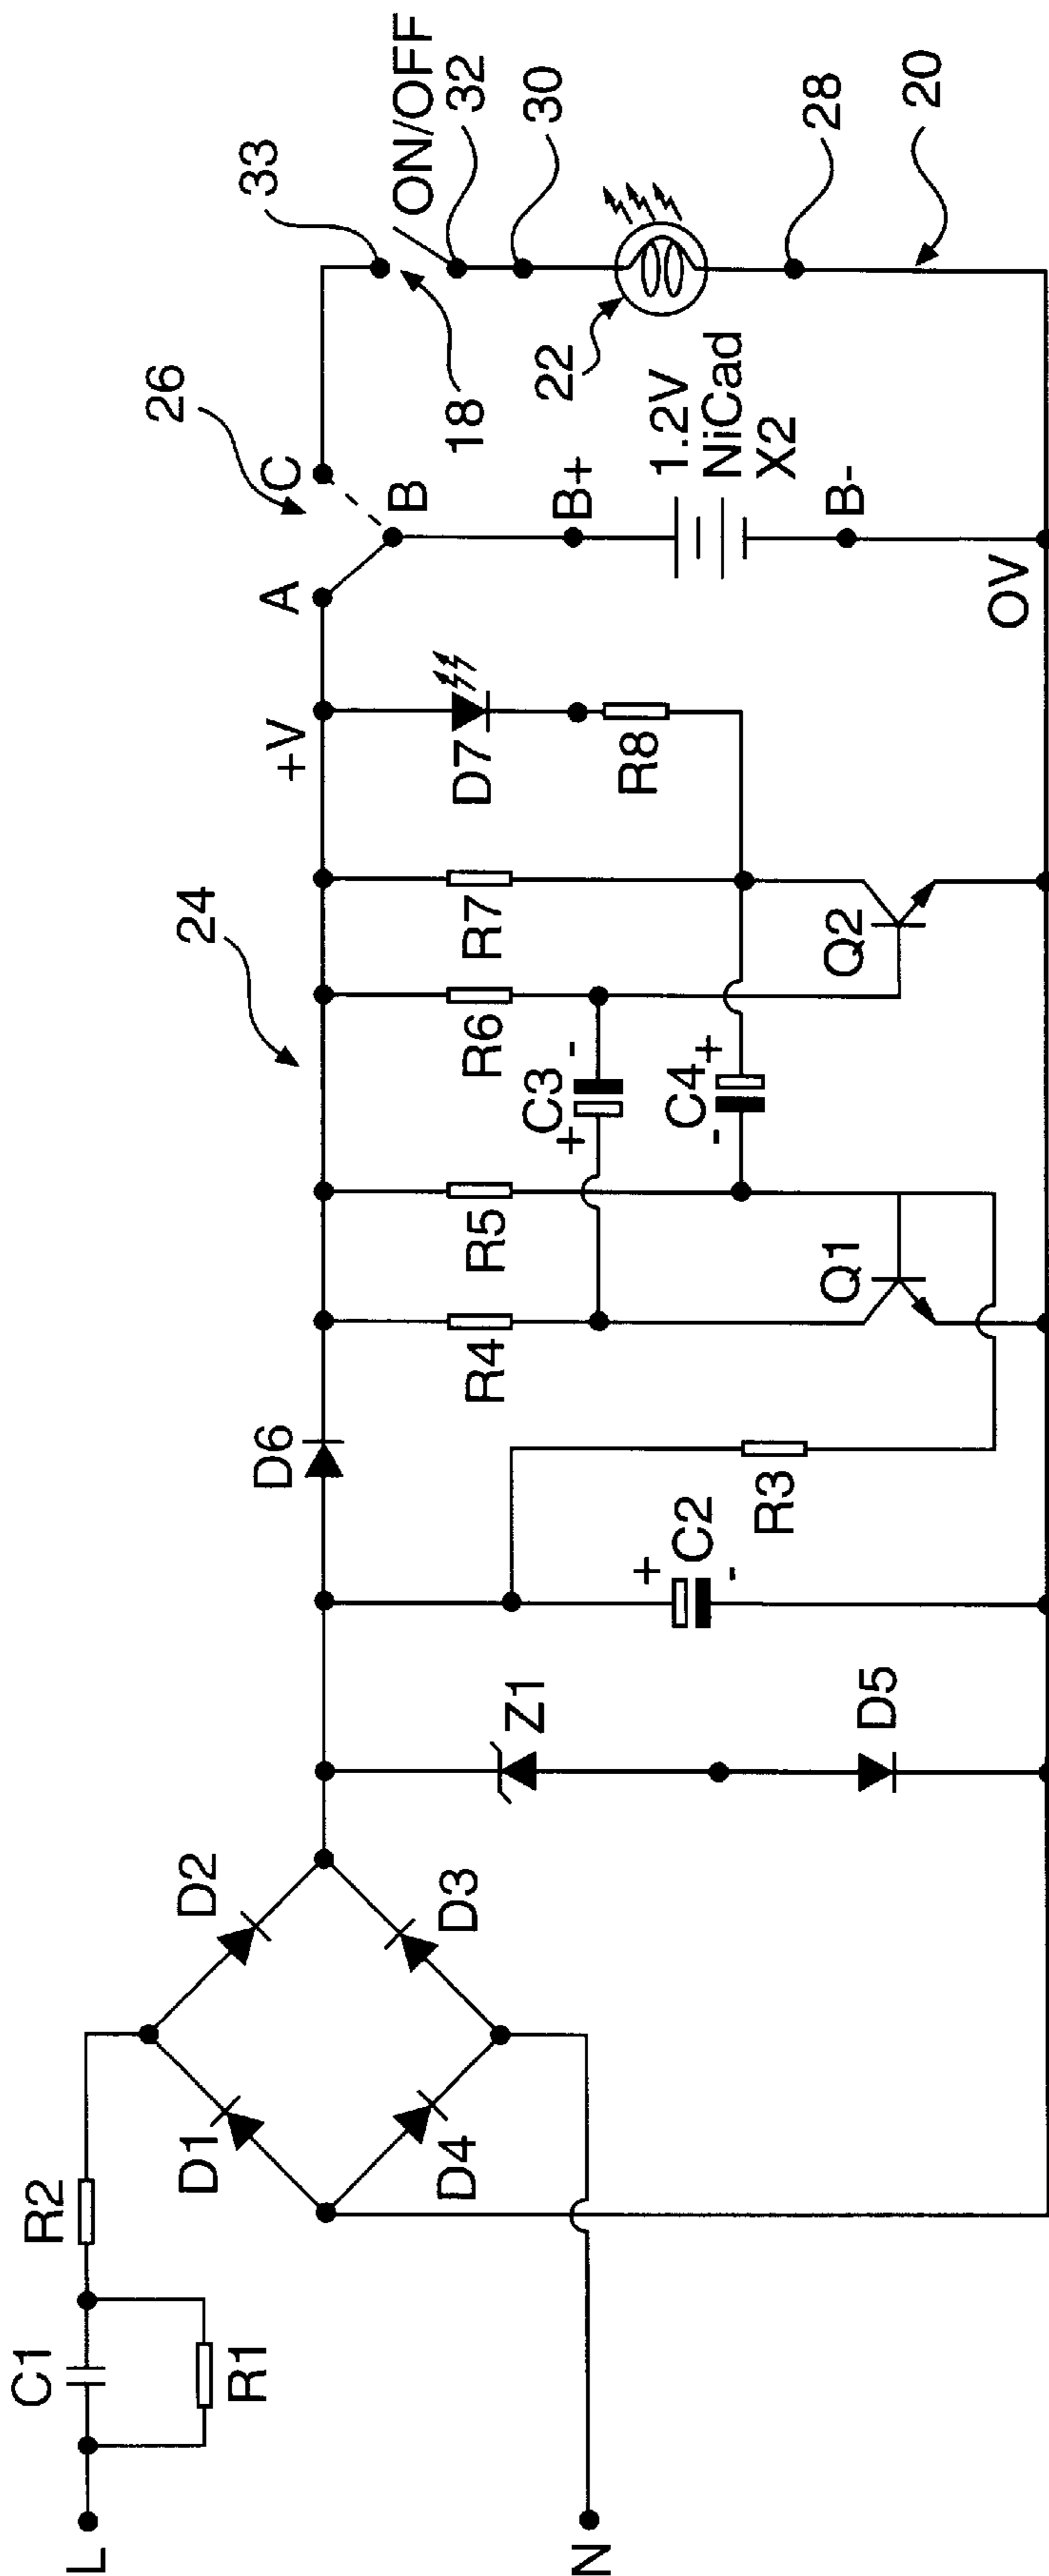 L
N
C1
R1
R2
D1
D2
D3
D4
Z1
D5
+
C2
-
R3
D6
R4
R5
Q1
+
C3
-
-
C4
+
R6
R7
Q2
24
+V
D7
R8
A
B
C
26
B+
1.2V
NiCad
X2
B-
OV
22
18
33
ON/OFF
32
30
28
20